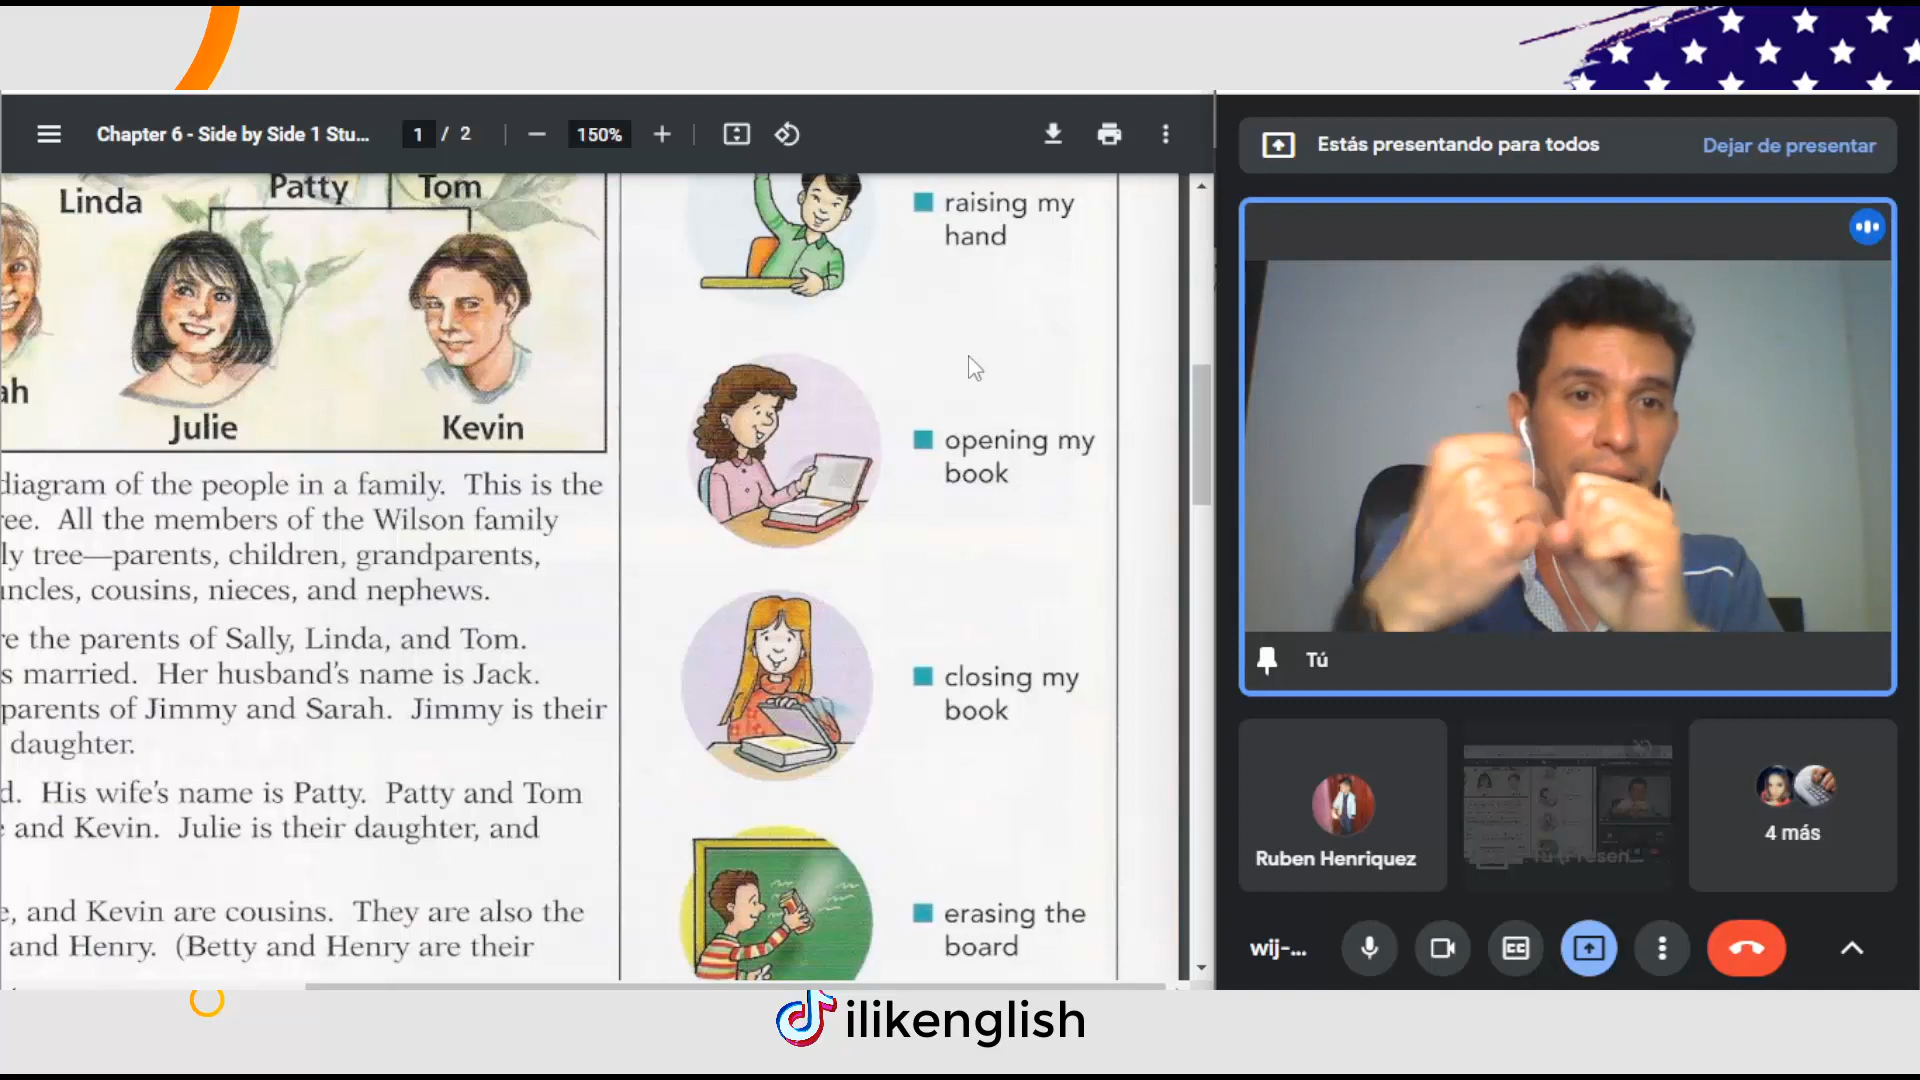 Chapter 6 - Side by Side 1 Stu...
1 / 2
150%
Linda
Patty
Tom
ah
Julie
Kevin
diagram of the people in a family. This is the
ree. All the members of the Wilson family
ly tree—parents, children, grandparents,
uncles, cousins, nieces, and nephews.
re the parents of Sally, Linda, and Tom.
s married. Her husband's name is Jack.
parents of Jimmy and Sarah. Jimmy is their
daughter.
d. His wife's name is Patty. Patty and Tom
e and Kevin. Julie is their daughter, and
e, and Kevin are cousins. They are also the
and Henry. (Betty and Henry are their
raising my
hand
opening my
book
closing my
book
erasing the
board
Estás presentando para todos
Dejar de presentar
Tú
Ruben Henriquez
Tú (Presen...
4 más
wij-...
CC
ilikenglish